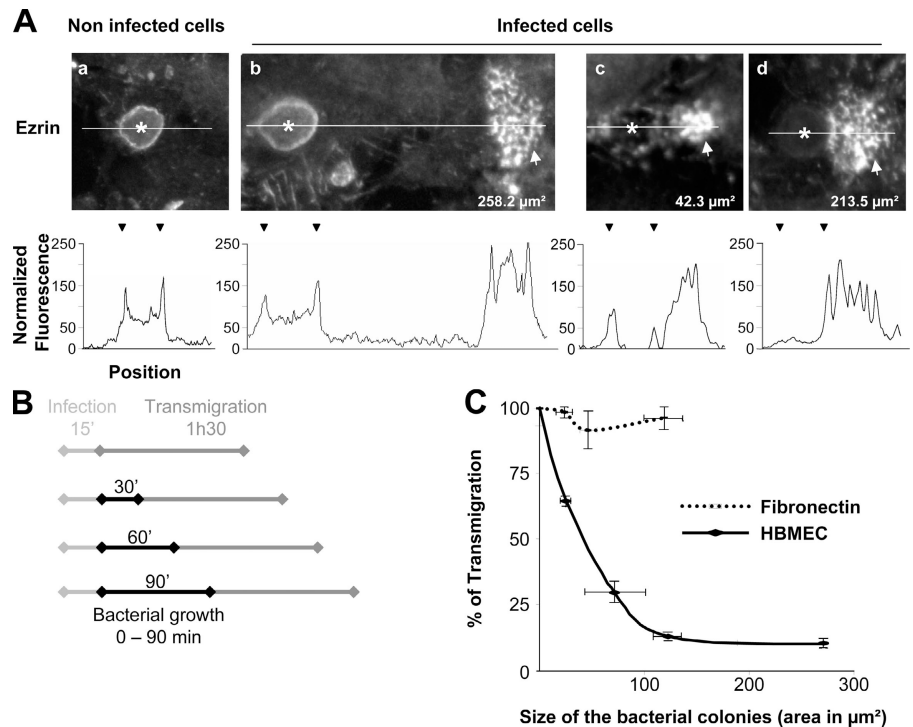 A
Non infected cells
Infected cells
a
b
c
d
Ezrin
*
*
*
*
258.2 µm²
42.3 µm²
213.5 µm²
Normalized
Fluorescence
250
150
50
0
250
150
50
0
250
150
50
0
250
150
50
0
Position
B
Infection
15'
Transmigration
1h30
30'
60'
90'
Bacterial growth
0 – 90 min
C
% of Transmigration
100
75
50
25
0
Fibronectin
HBMEC
100
200
300
Size of the bacterial colonies (area in µm²)